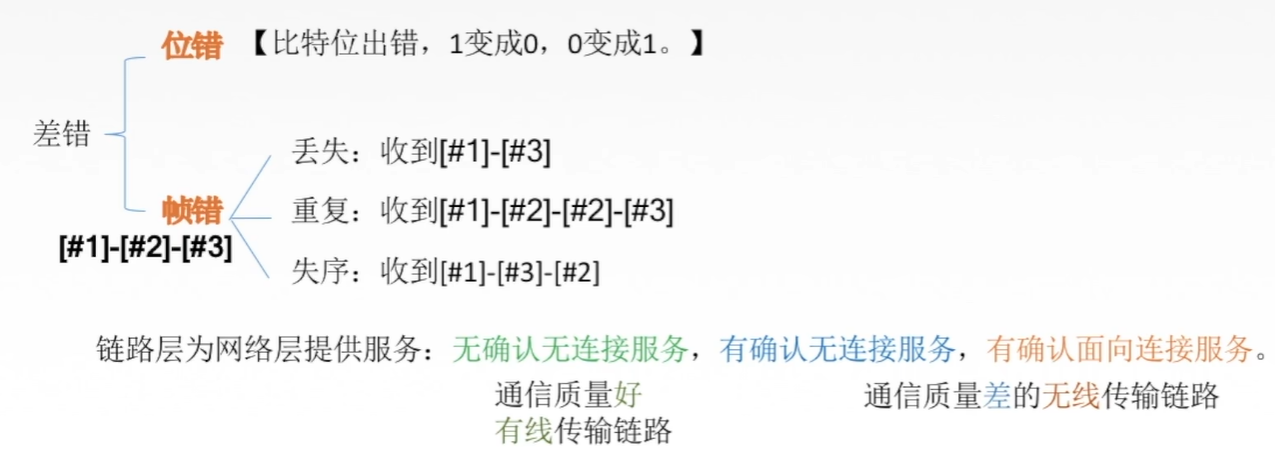 位错 【比特位出错，1变成0，0变成1。】
差错
丢失：收到[#1]-[#3]
帧错
重复：收到[#1]-[#2]-[#2]-[#3]
[#1]-[#2]-[#3]
失序：收到[#1]-[#3]-[#2]
链路层为网络层提供服务：无确认无连接服务，有确认无连接服务，有确认面向连接服务。
通信质量好
有线传输链路
通信质量差的无线传输链路